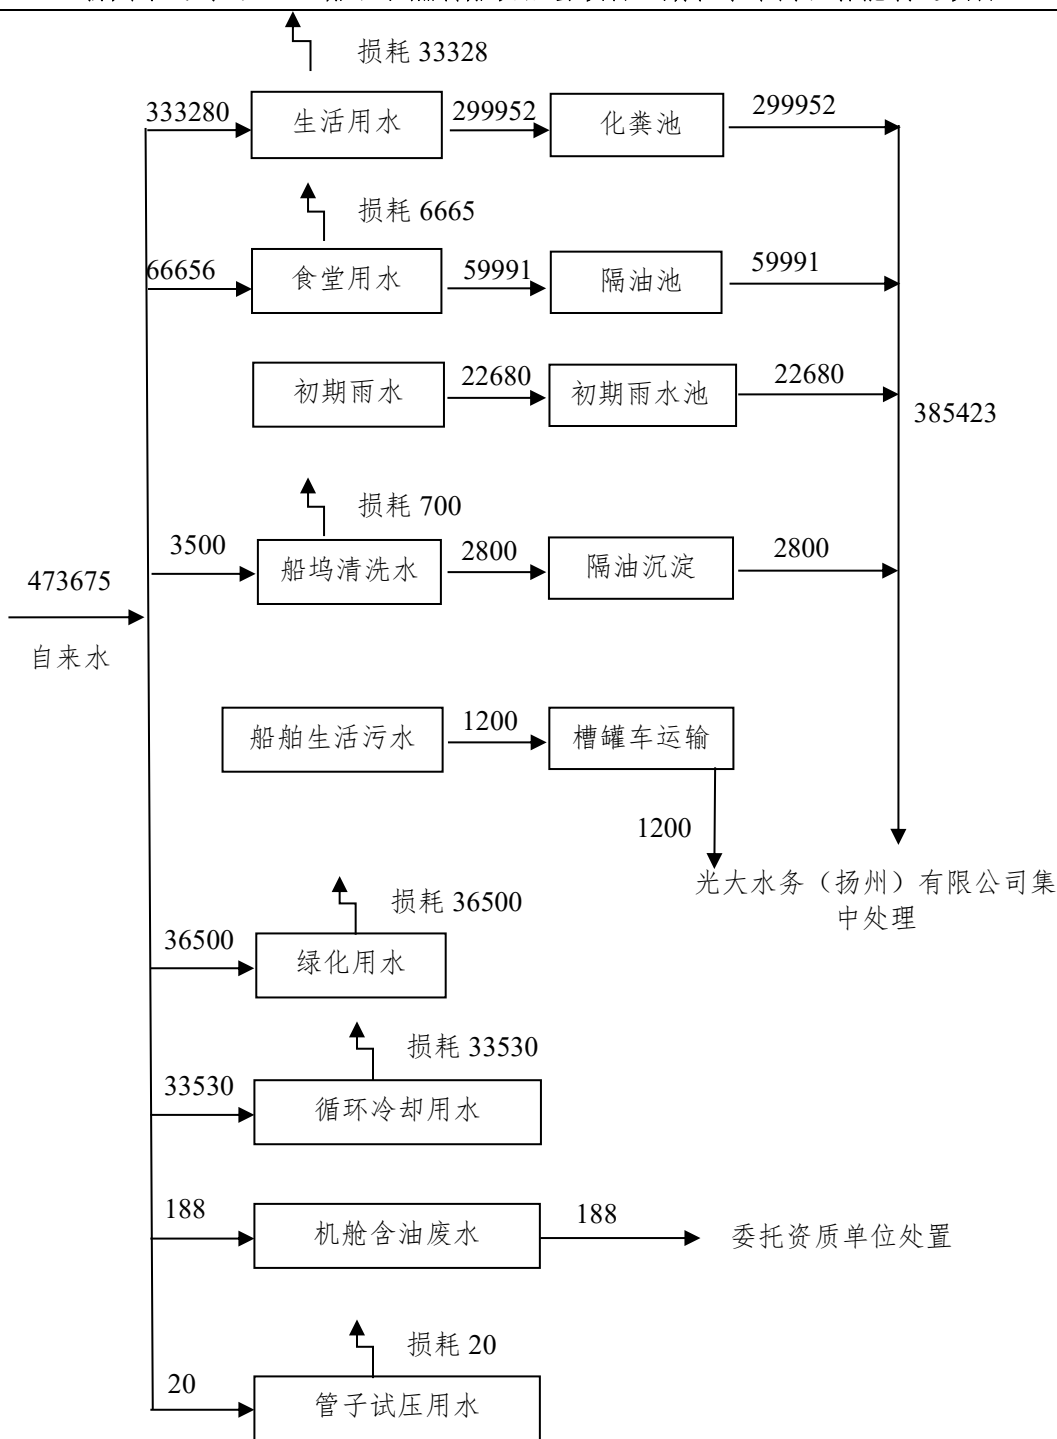 损耗 33328
333280
生活用水
299952
化粪池
299952
损耗 6665
66656
食堂用水
59991
隔油池
59991
初期雨水
22680
初期雨水池
22680
385423
损耗 700
3500
船坞清洗水
2800
隔油沉淀
2800
473675
自来水
船舶生活污水
1200
槽罐车运输
1200
光大水务（扬州）有限公司集
中处理
损耗 36500
36500
绿化用水
损耗 33530
33530
循环冷却用水
188
机舱含油废水
188
委托资质单位处置
损耗 20
20
管子试压用水